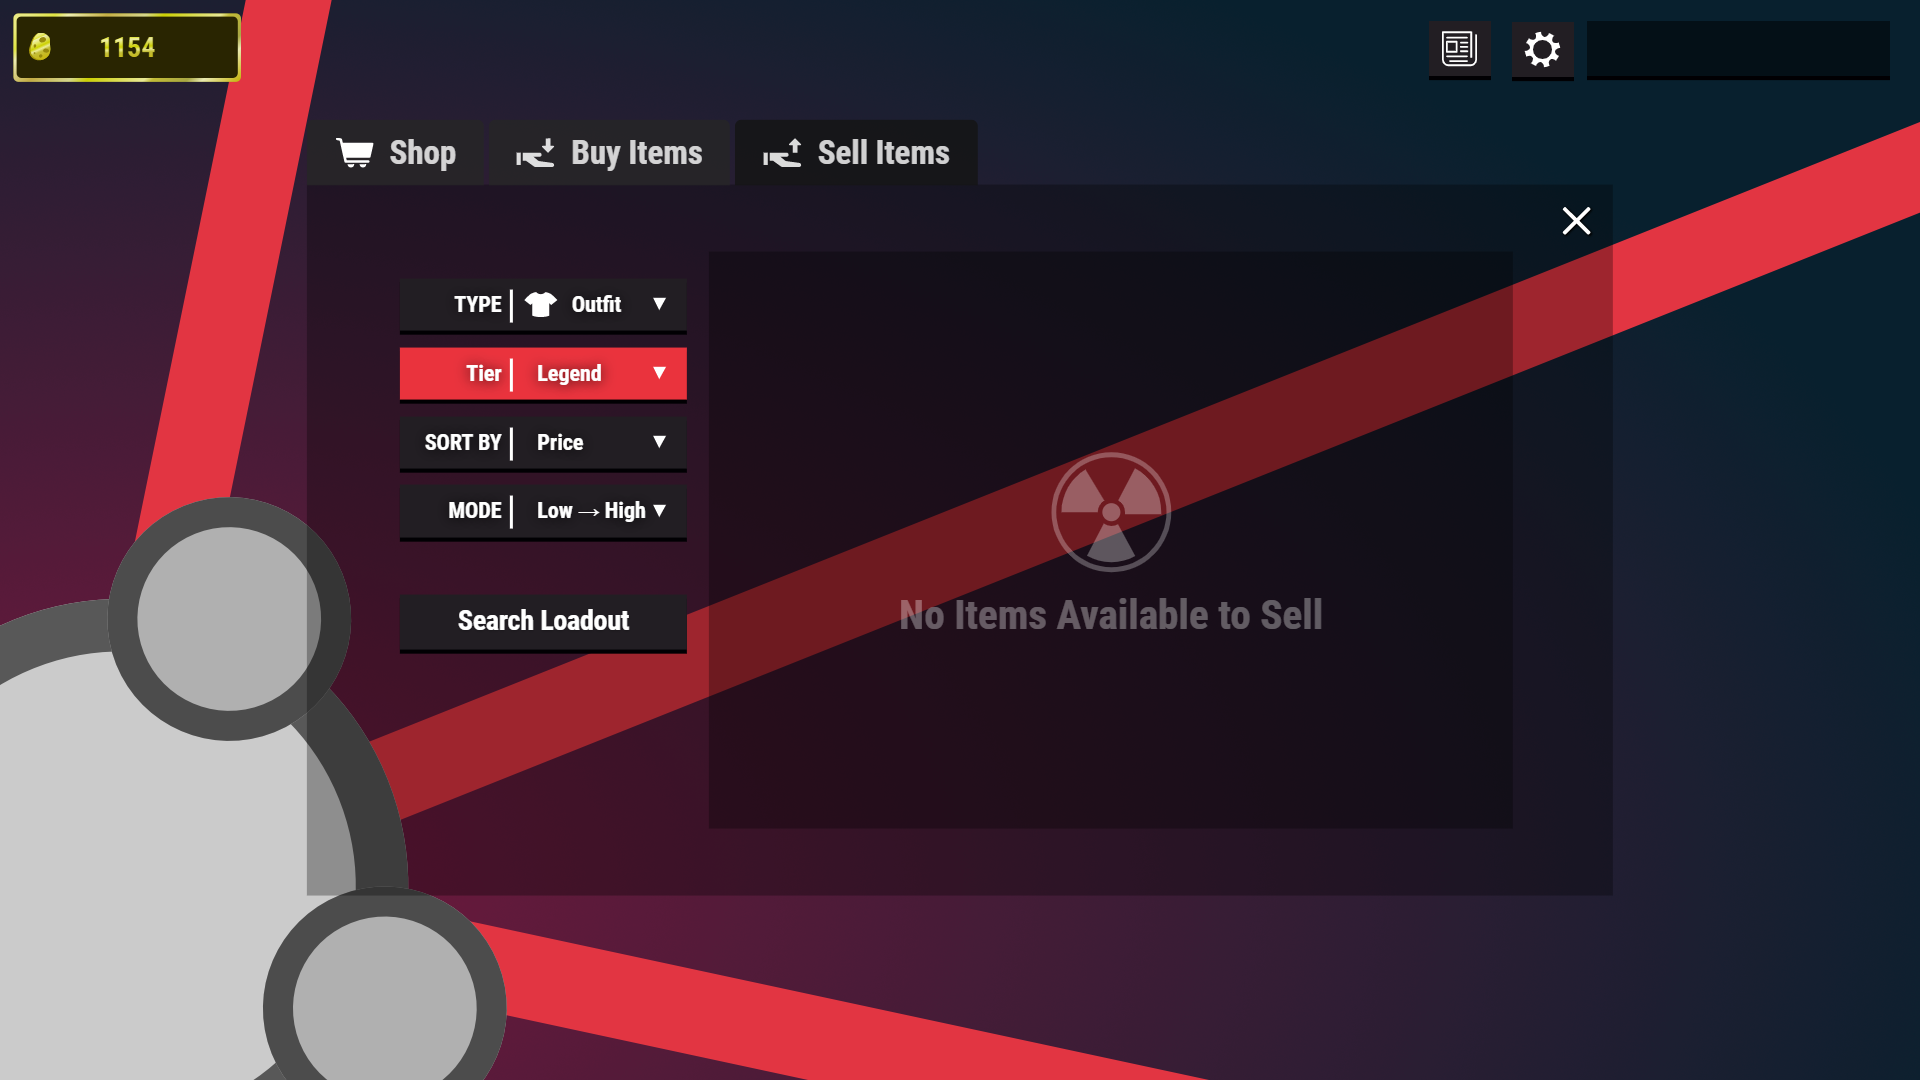 1154
Shop
Buy Items
Sell Items
TYPE | Outfit ▼
Tier | Legend ▼
SORT BY | Price ▼
MODE | Low → High ▼
Search Loadout
No Items Available to Sell